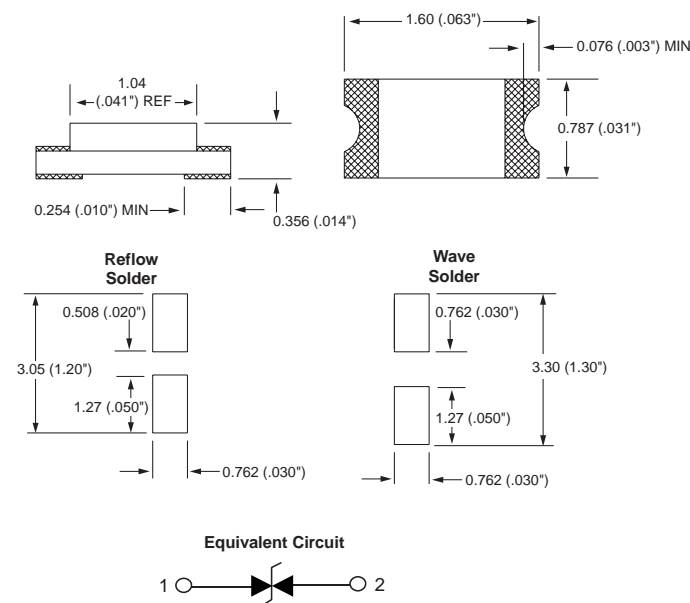 1.60 (.063")
0.076 (.003") MIN
1.04
(.041") REF
0.787 (.031")
0.254 (.010") MIN
0.356 (.014")
Reflow
Solder
Wave
Solder
0.508 (.020")
0.762 (.030")
3.05 (1.20")
3.30 (1.30")
1.27 (.050")
1.27 (.050")
0.762 (.030")
0.762 (.030")
Equivalent Circuit
1
2